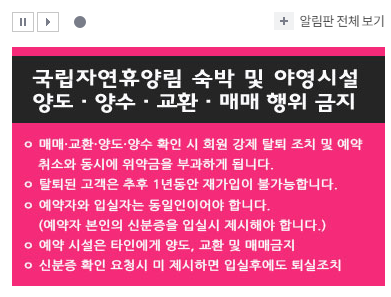 알림판 전체 보기
국립자연휴양림 숙박 및 야영시설
양도 · 양수 · 교환 · 매매 행위 금지
ㅇ 매매·교환·양도·양수 확인 시 회원 강제 탈퇴 조치 및 예약
취소와 동시에 위약금을 부과하게 됩니다.
ㅇ 탈퇴된 고객은 추후 1년동안 재가입이 불가능합니다.
ㅇ 예약자와 입실자는 동일인이어야 합니다.
(예약자 본인의 신분증을 입실시 제시해야 합니다.)
ㅇ 예약 시설은 타인에게 양도, 교환 및 매매금지
ㅇ 신분증 확인 요청시 미 제시하면 입실후에도 퇴실조치